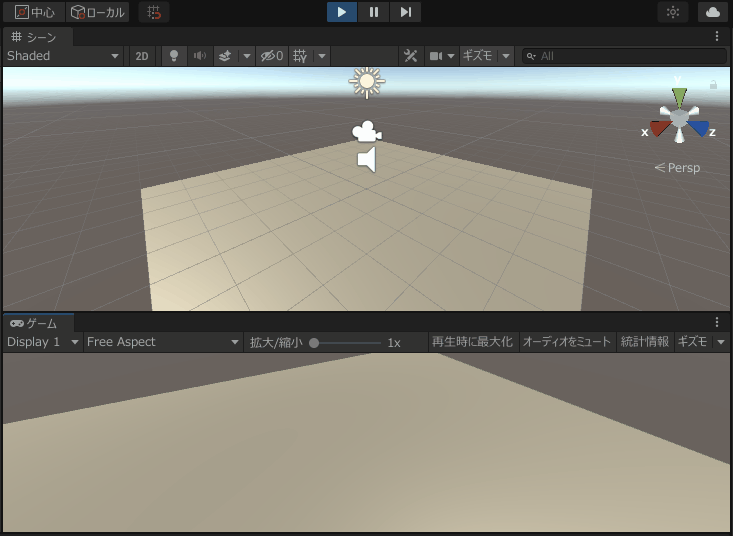 中心 ローカル
シーン
Shaded 2D 0 ギズモ All
y
x z
Persp
ゲーム
Display 1 Free Aspect 拡大/縮小 1x 再生時に最大化 オーディオをミュート 統計情報 ギズモ